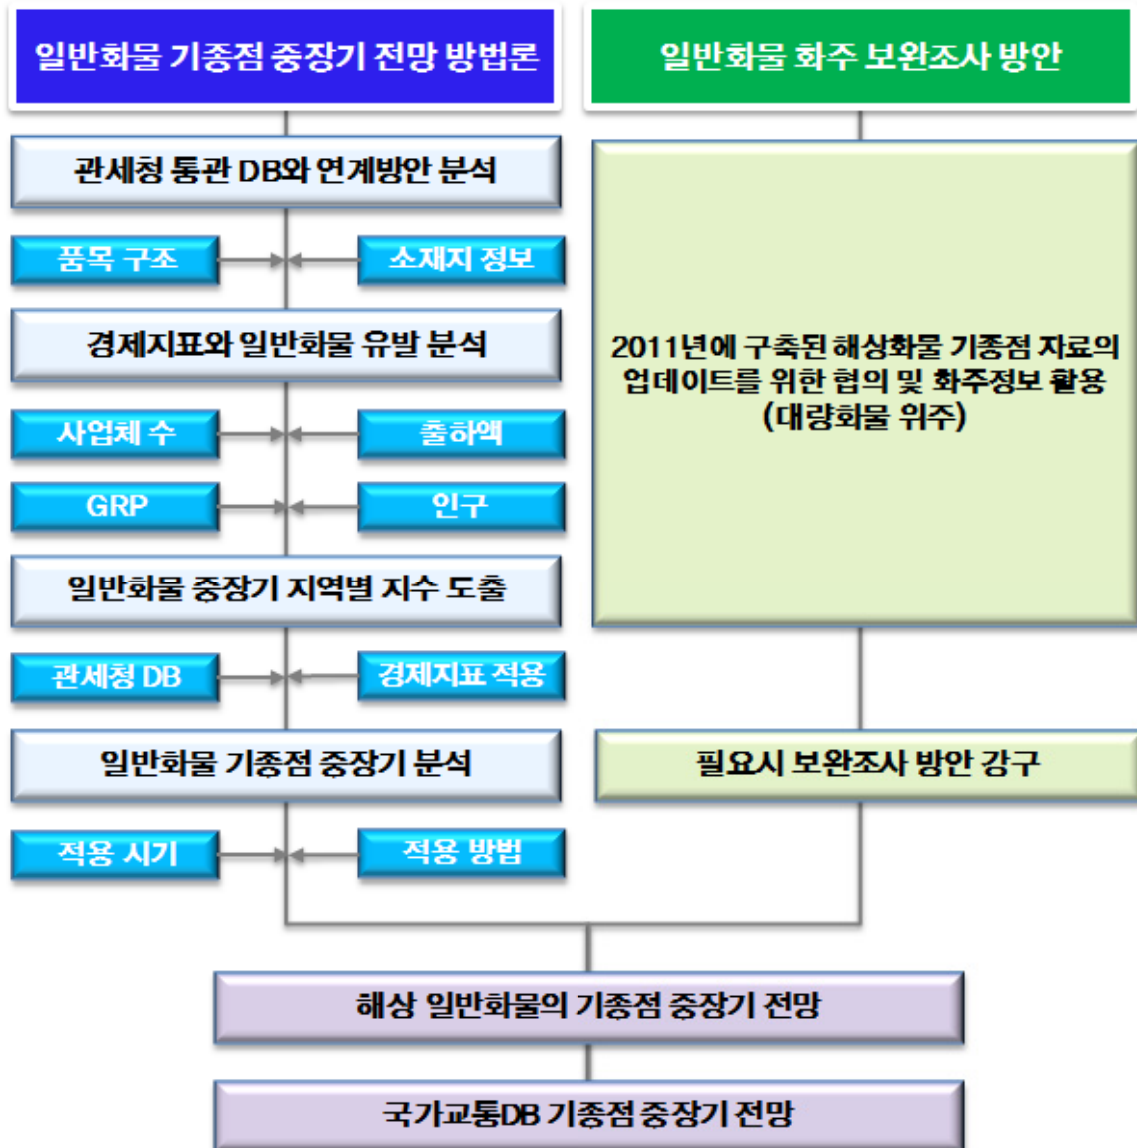 일반화물 기종점 중장기 전망 방법론
일반화물 화주 보완조사 방안
관세청 통관 DB와 연계방안 분석
품목 구조
소재지 정보
경제지표와 일반화물 유발 분석
사업체 수
출하액
GRP
인구
일반화물 중장기 지역별 지수 도출
관세청 DB
경제지표 적용
일반화물 기종점 중장기 분석
적용 시기
적용 방법
2011년에 구축된 해상화물 기종점 자료의
업데이트를 위한 협의 및 화주정보 활용
(대량화물 위주)
필요시 보완조사 방안 강구
해상 일반화물의 기종점 중장기 전망
국가교통DB 기종점 중장기 전망